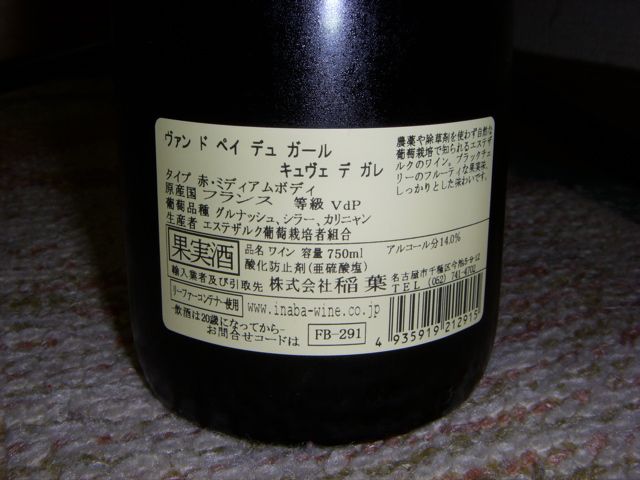 ヴァン ド ペイ デュ ガール
キュヴェ デ ガレ
タイプ 赤・ミディアムボディ
原産国 フランス 等級 VdP
葡萄品種 グルナッシュ、シラー、カリニャン
生産者 エステザルク葡萄栽培者組合
農薬や除草剤を使わず自然な
葡萄栽培で知られるエステザ
ルクのワイン。ブラックチェ
リーのフルーティな果実味、
しっかりとした味わいです。
果実酒
品名 ワイン 容量 750ml アルコール分14.0%
酸化防止剤(亜硫酸塩)
輸入業者及び引取先 株式会社 稲葉
名古屋市千種区今池5-9-12
TEL (052) 741-4702
リーファーコンテナー使用
www.inaba-wine.co.jp
-飲酒は20歳になってから-
お問合せコードは FB-291
4 935919 212915